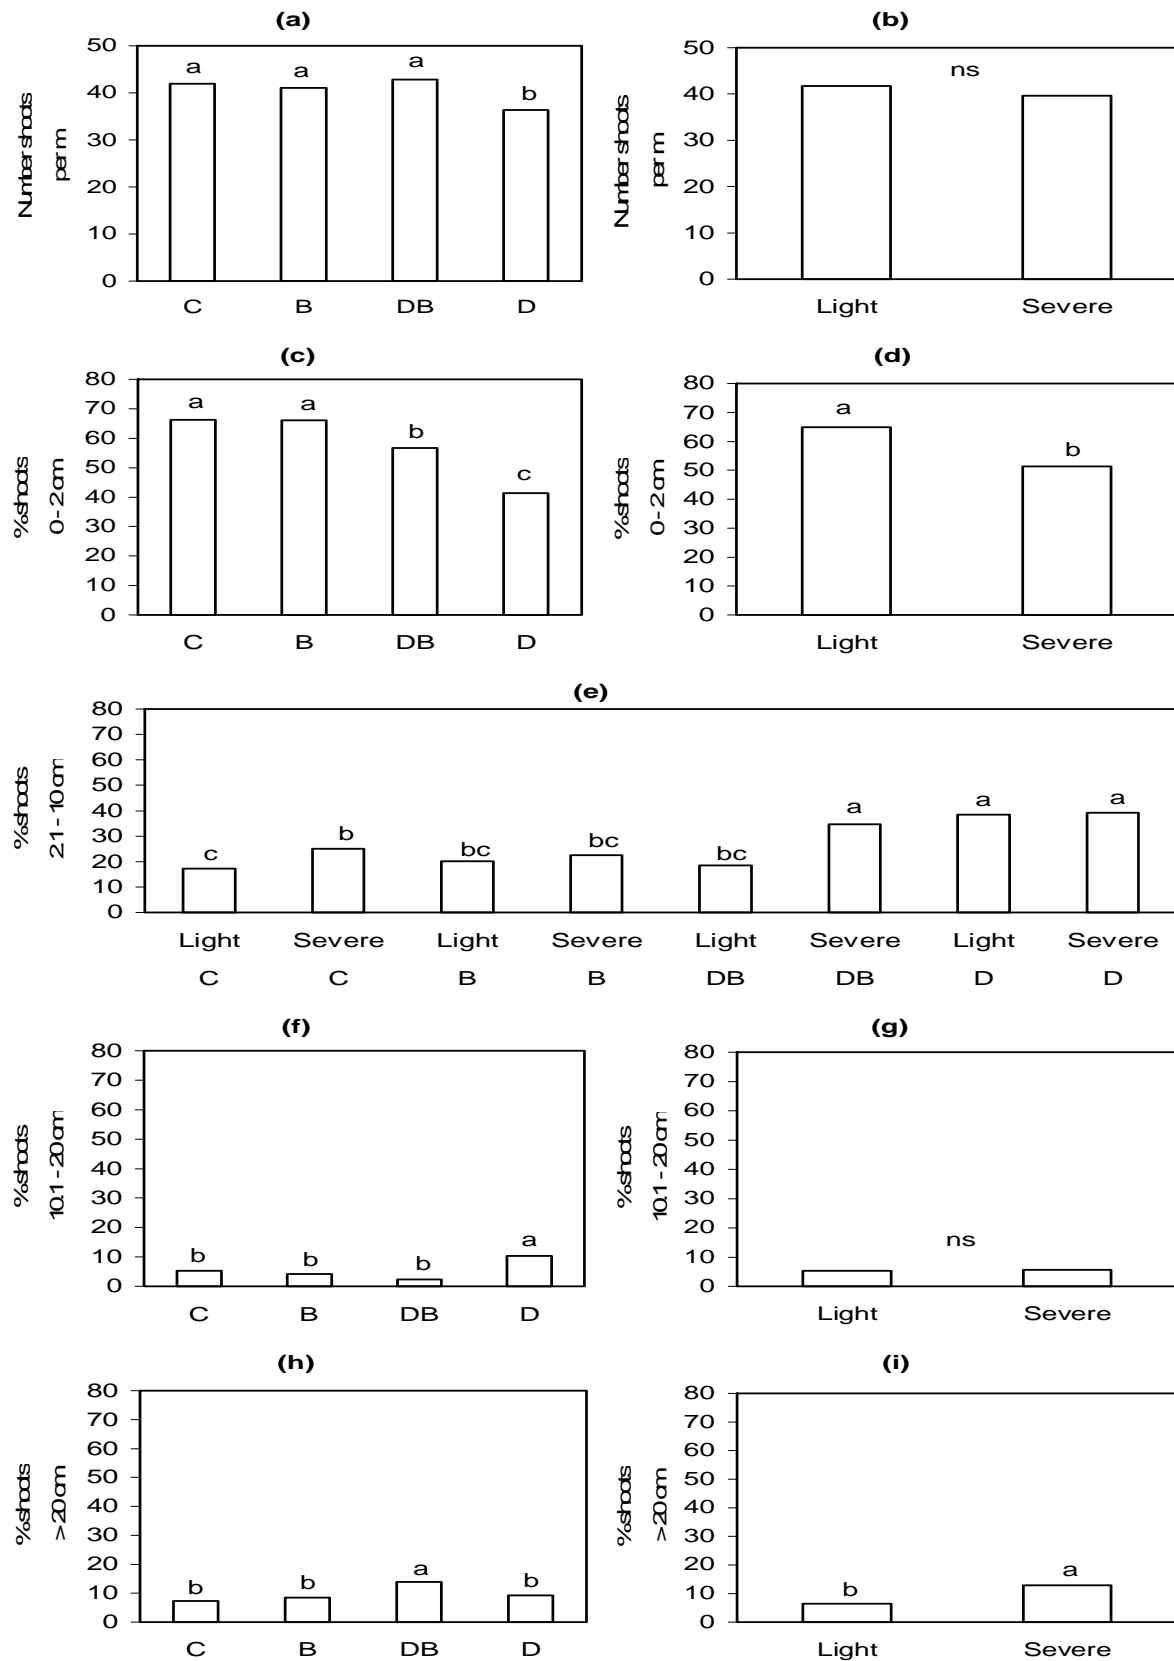 (a)
Number shoots
per m
50
40
30
20
10
0
a
a
a
b
C B DB D
(b)
Number shoots
per m
50
40
30
20
10
0
ns
Light Severe
(c)
% shoots
0 - 2 cm
80
70
60
50
40
30
20
10
0
a
a
b
c
C B DB D
(d)
% shoots
0 - 2 cm
80
70
60
50
40
30
20
10
0
a
b
Light Severe
(e)
% shoots
2.1 - 10 cm
80
70
60
50
40
30
20
10
0
c b bc bc bc a a a
Light Severe Light Severe Light Severe Light Severe
C C B B DB DB D D
(f)
% shoots
10.1 - 20 cm
80
70
60
50
40
30
20
10
0
b b b a
C B DB D
(g)
% shoots
10.1 - 20 cm
80
70
60
50
40
30
20
10
0
ns
Light Severe
(h)
% shoots
>20 cm
80
70
60
50
40
30
20
10
0
b b a b
C B DB D
(i)
% shoots
>20 cm
80
70
60
50
40
30
20
10
0
b a
Light Severe